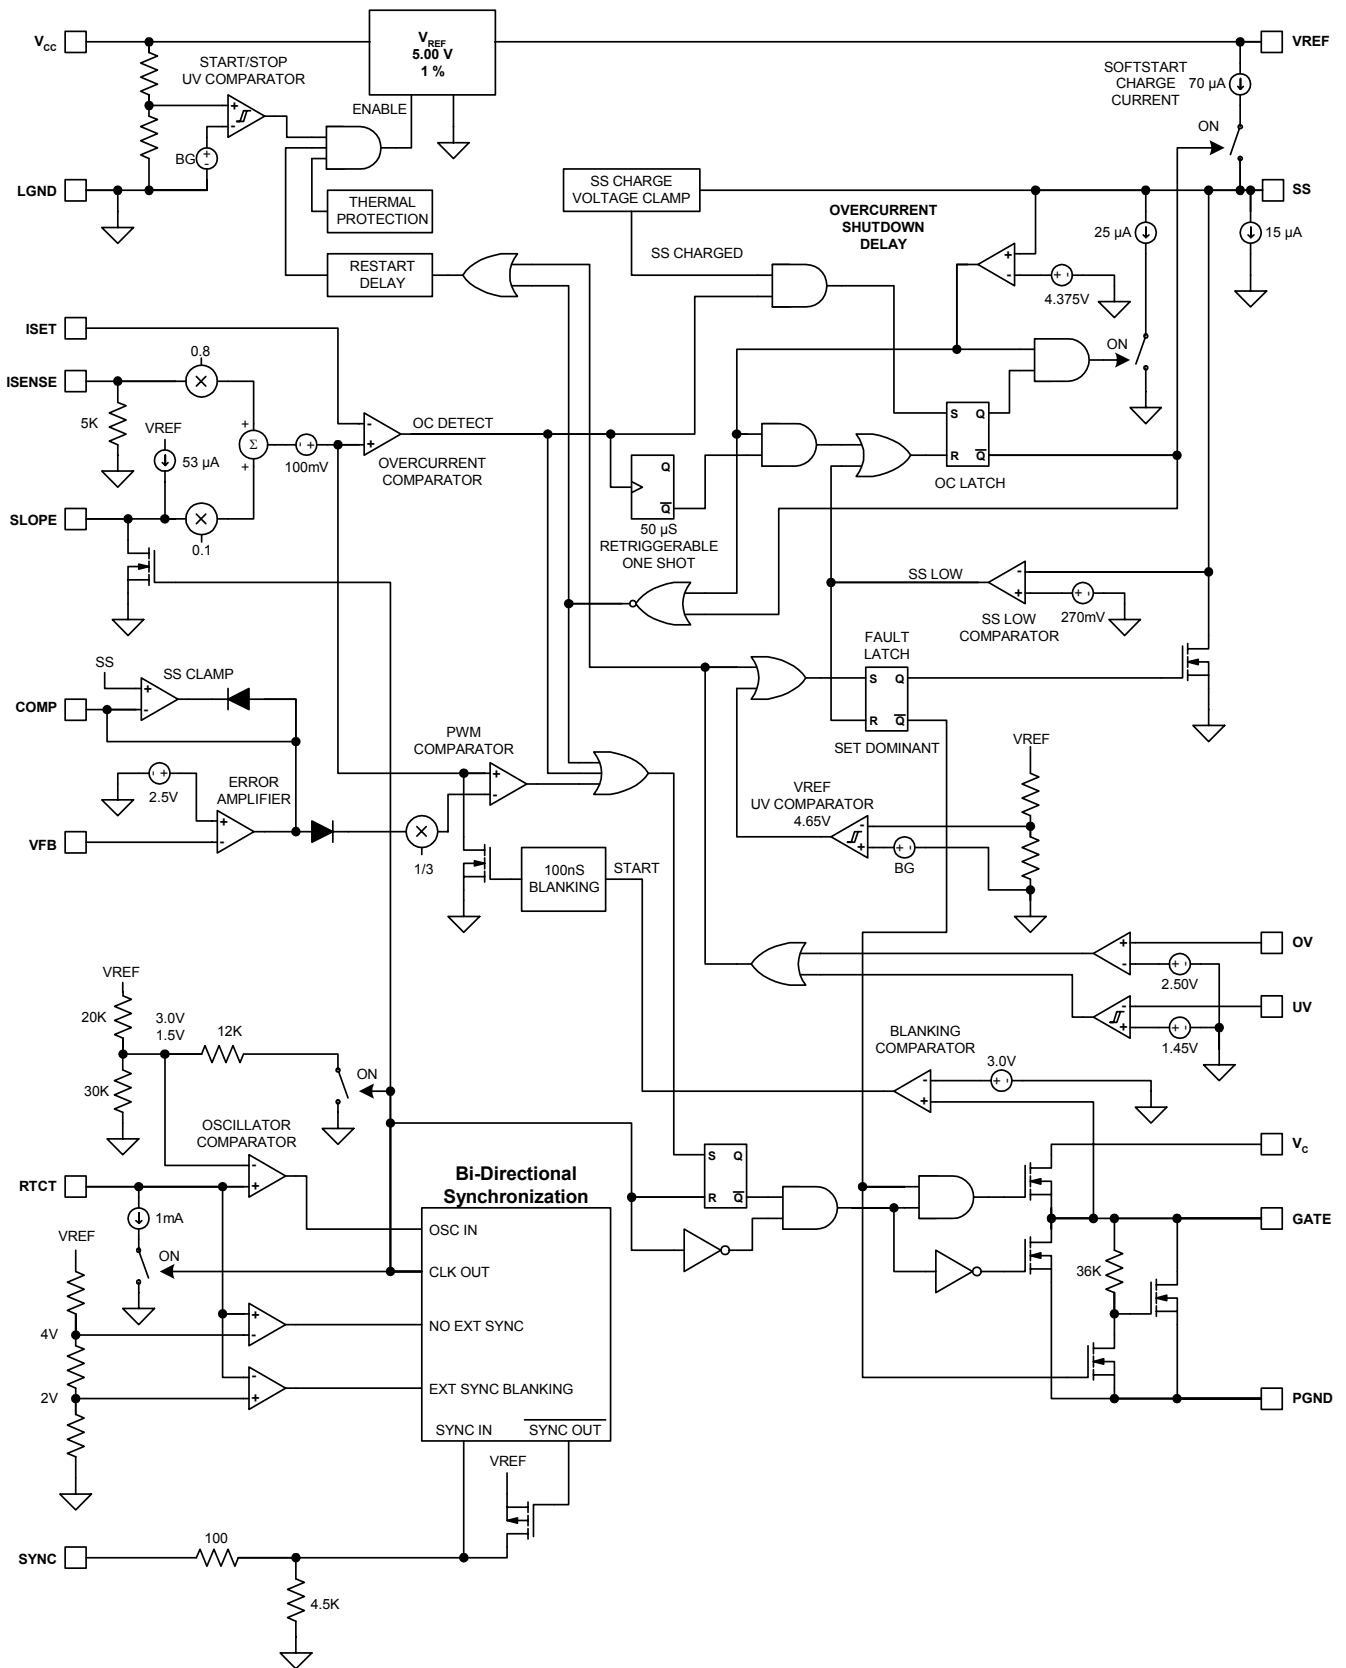 VCC
VREF
5.00 V
1 %
VREF
START/STOP
UV COMPARATOR
SOFTSTART
CHARGE
CURRENT
70 µA
ENABLE
+
-
ON
BG
+
-
LGND
THERMAL
PROTECTION
SS CHARGE
VOLTAGE CLAMP
SS
OVERCURRENT
SHUTDOWN
DELAY
25 µA
15 µA
SS CHARGED
RESTART
DELAY
+
-
+ -
4.375V
ISET
ON
0.8
ISENSE
×
5K
VREF
53 µA
+
Σ
+
- +
100mV
-
+
OC DETECT
OVERCURRENT
COMPARATOR
S Q
R Q
OC LATCH
Q
Q
50 µS
RETRIGGERABLE
ONE SHOT
SLOPE
×
0.1
SS LOW
-
+
+ -
270mV
SS LOW
COMPARATOR
FAULT
LATCH
S Q
R Q
SET DOMINANT
SS
SS CLAMP
+
-
COMP
PWM
COMPARATOR
VREF
- +
2.5V
ERROR
AMPLIFIER
+
-
VFB
×
1/3
+
-
VREF
UV COMPARATOR
4.65V
-
+
+ -
BG
100nS
BLANKING
START
OV
+
-
+ -
2.50V
UV
-
+
+ -
1.45V
VREF
20K
3.0V
1.5V
12K
30K
ON
BLANKING
COMPARATOR
3.0V
-
+
+ -
OSCILLATOR
COMPARATOR
-
+
VC
S Q
R Q
RTCT
Bi-Directional
Synchronization
1mA
OSC IN
GATE
VREF
ON
CLK OUT
36K
4V
+
-
NO EXT SYNC
2V
-
+
EXT SYNC BLANKING
PGND
SYNC IN
SYNC OUT
VREF
SYNC
100
4.5K